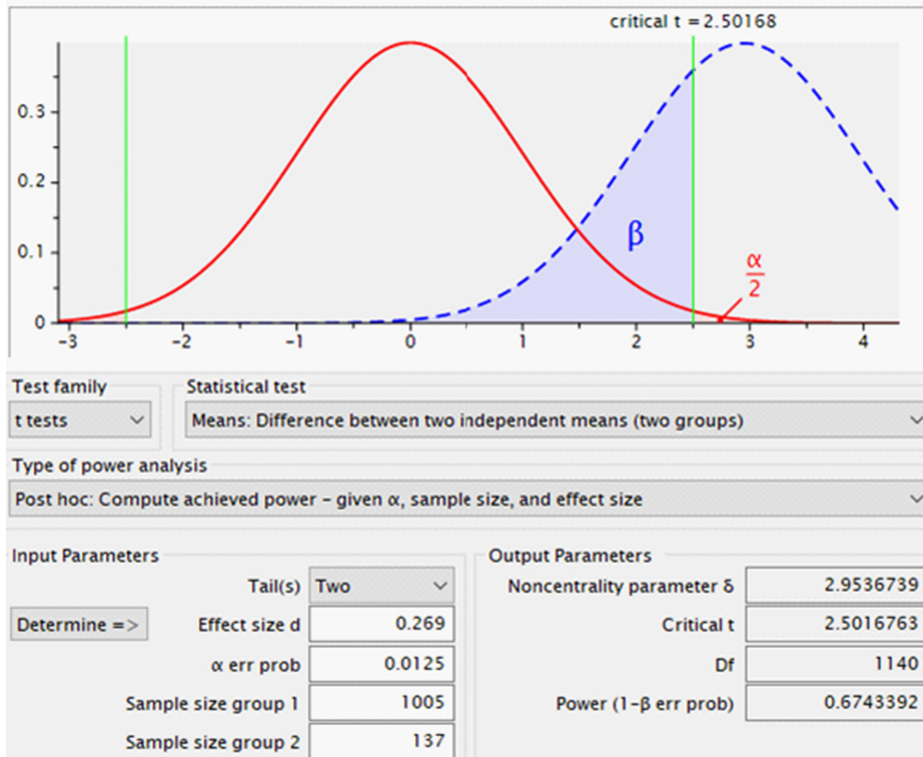 critical t = 2.50168
0.3
0.2
0.1
0
β
α
2
-3 -2 -1 0 1 2 3 4
Test family Statistical test
t tests Means: Difference between two independent means (two groups)
Type of power analysis
Post hoc: Compute achieved power - given α, sample size, and effect size
Input Parameters Output Parameters
Tail(s) Two Noncentrality parameter δ 2.9536739
Determine => Effect size d 0.269 Critical t 2.5016763
α err prob 0.0125 Df 1140
Sample size group 1 1005 Power (1-β err prob) 0.6743392
Sample size group 2 137